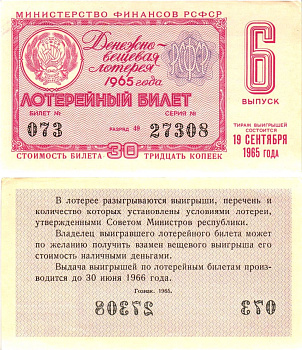 МИНИСТЕРСТВО ФИНАНСОВ РСФСР
Денежно-
вещевая
лотерея
1965 года
РСФСР
6
ВЫПУСК
ЛОТЕРЕЙНЫЙ БИЛЕТ
БИЛЕТ № СЕРИЯ №
073 РАЗРЯД 49 27308
ТИРАЖ ВЫИГРЫШЕЙ
СОСТОИТСЯ
19 СЕНТЯБРЯ
1965 ГОДА
СТОИМОСТЬ БИЛЕТА 30 ТРИДЦАТЬ КОПЕЕК
В лотерее разыгрываются выигрыши, перечень и
количество которых установлены условиями лотереи,
утвержденными Советом Министров республики.
Владелец выигравшего лотерейного билета может
по желанию получить взамен вещевого выигрыша его
стоимость наличными деньгами.
Выдача выигрышей по лотерейным билетам произ-
водится до 30 июня 1966 года.
Гознак. 1965.
27308 073